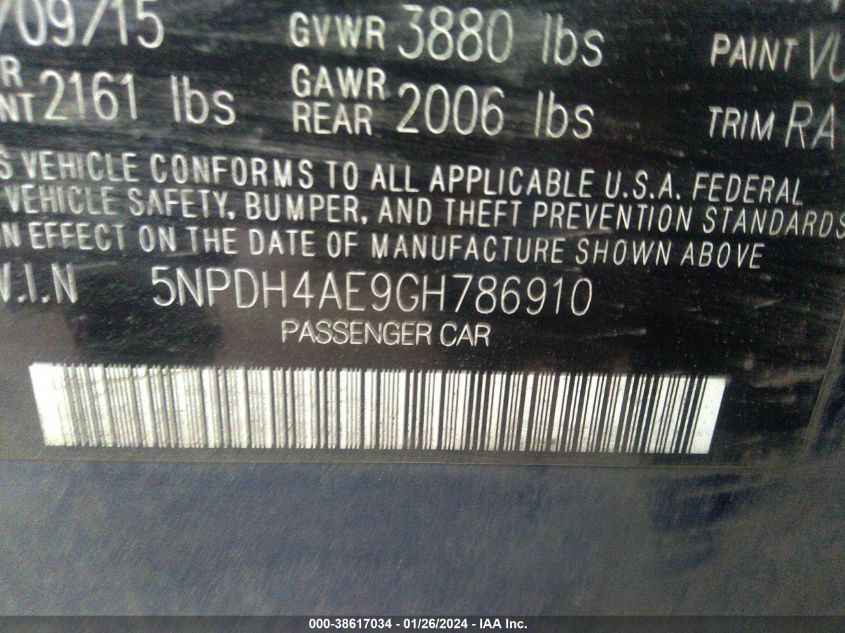 /09/15 GVWR 3880 lbs PAINT VU
R GAWR
NT 2161 lbs REAR 2006 lbs TRIM RA
S VEHICLE CONFORMS TO ALL APPLICABLE U.S.A. FEDERAL
VEHICLE SAFETY, BUMPER, AND THEFT PREVENTION STANDARDS
N EFFECT ON THE DATE OF MANUFACTURE SHOWN ABOVE
V.I.N 5NPDH4AE9GH786910
PASSENGER CAR
000-38617034 - 01/26/2024 - IAA Inc.